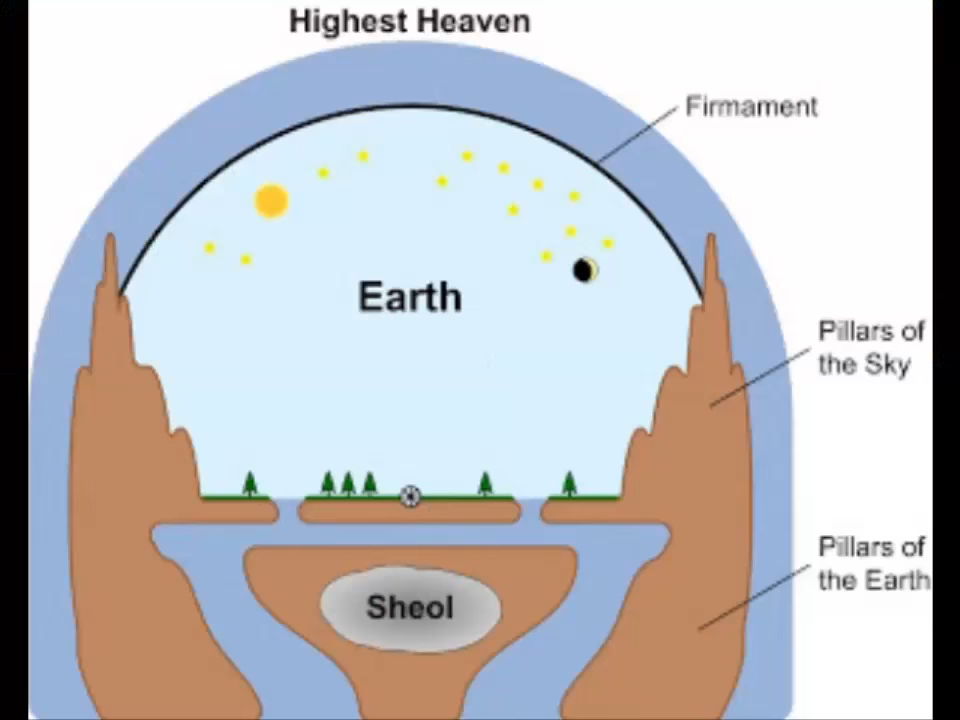 Highest Heaven
Firmament
Earth
Pillars of
the Sky
Pillars of
the Earth
Sheol